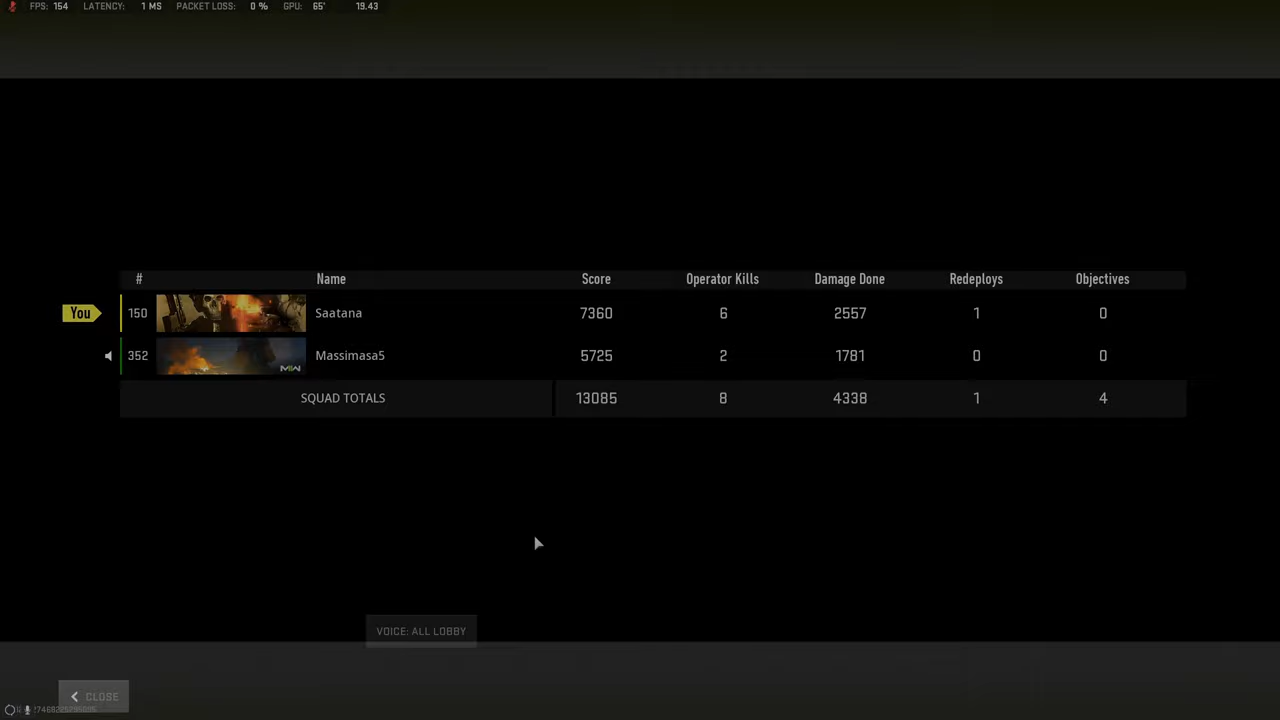 FPS: 154 LATENCY: 1 MS PACKET LOSS: 0 % GPU: 65° 19.43
# Name Score Operator Kills Damage Done Redeploys Objectives
You 150 Saatana 7360 6 2557 1 0
352 MW Massimasa5 5725 2 1781 0 0
SQUAD TOTALS 13085 8 4338 1 4
VOICE: ALL LOBBY
CLOSE